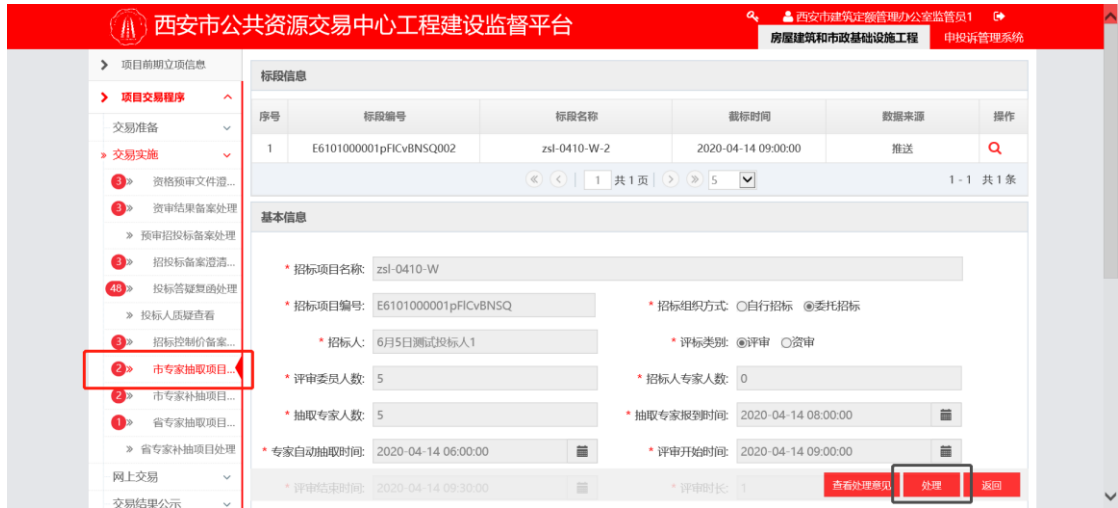 西安市公共资源交易中心工程建设监督平台
西安市建筑定额管理办公室监管员1
房屋建筑和市政基础设施工程 申投诉管理系统
项目前期立项信息
项目交易程序
交易准备
交易实施
3 资格预审文件澄...
3 资审结果备案处理
预审招投标备案处理
3 招投标备案澄清...
48 投标答疑复函处理
投标人质疑查看
3 招标控制价备案...
2 市专家抽取项目...
2 市专家补抽项目...
1 省专家抽取项目...
省专家补抽项目处理
网上交易
交易结果公示
标段信息
序号 标段编号 标段名称 截标时间 数据来源 操作
1 E6101000001pFlCvBNSQ002 zsl-0410-W-2 2020-04-14 09:00:00 推送
1 共 1 页 5 1 - 1 共 1 条
基本信息
* 招标项目名称: zsl-0410-W
* 招标项目编号: E6101000001pFlCvBNSQ * 招标组织方式: 自行招标 委托招标
* 招标人: 6月5日测试投标人1 * 评标类别: 评审 资审
* 评审委员人数: 5 * 招标人专家人数: 0
* 抽取专家人数: 5 * 抽取专家报到时间: 2020-04-14 08:00:00
* 专家自动抽取时间: 2020-04-14 06:00:00 * 评审开始时间: 2020-04-14 09:00:00
* 评审结束时间: 2020-04-14 09:30:00 * 评审时长: 1
查看处理意见 处理 返回